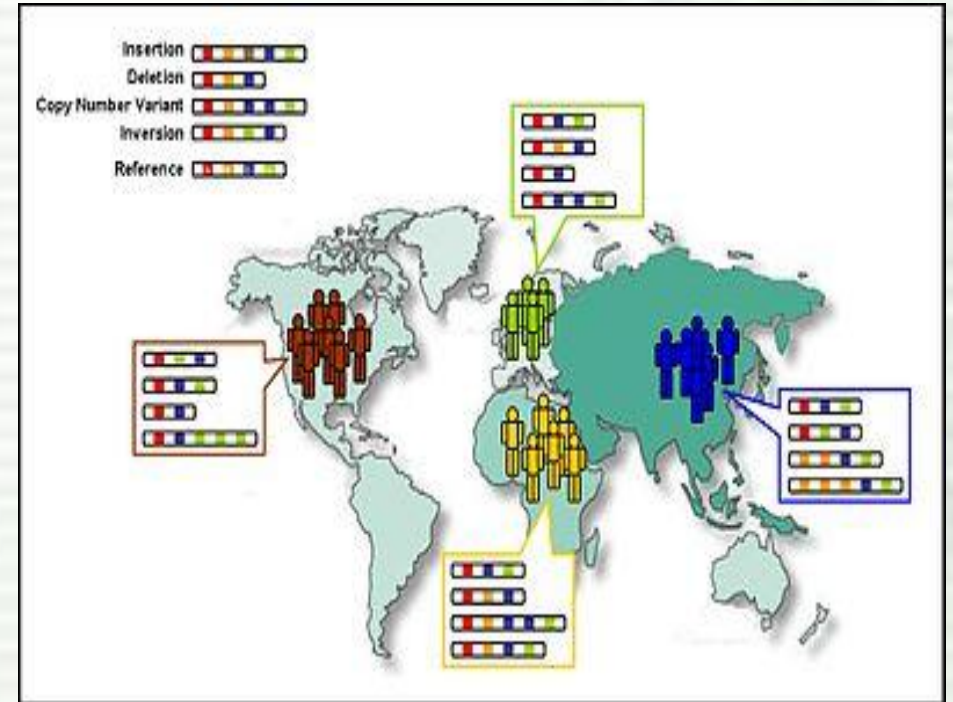 Insertion
Deletion
Copy Number Variant
Inversion
Reference